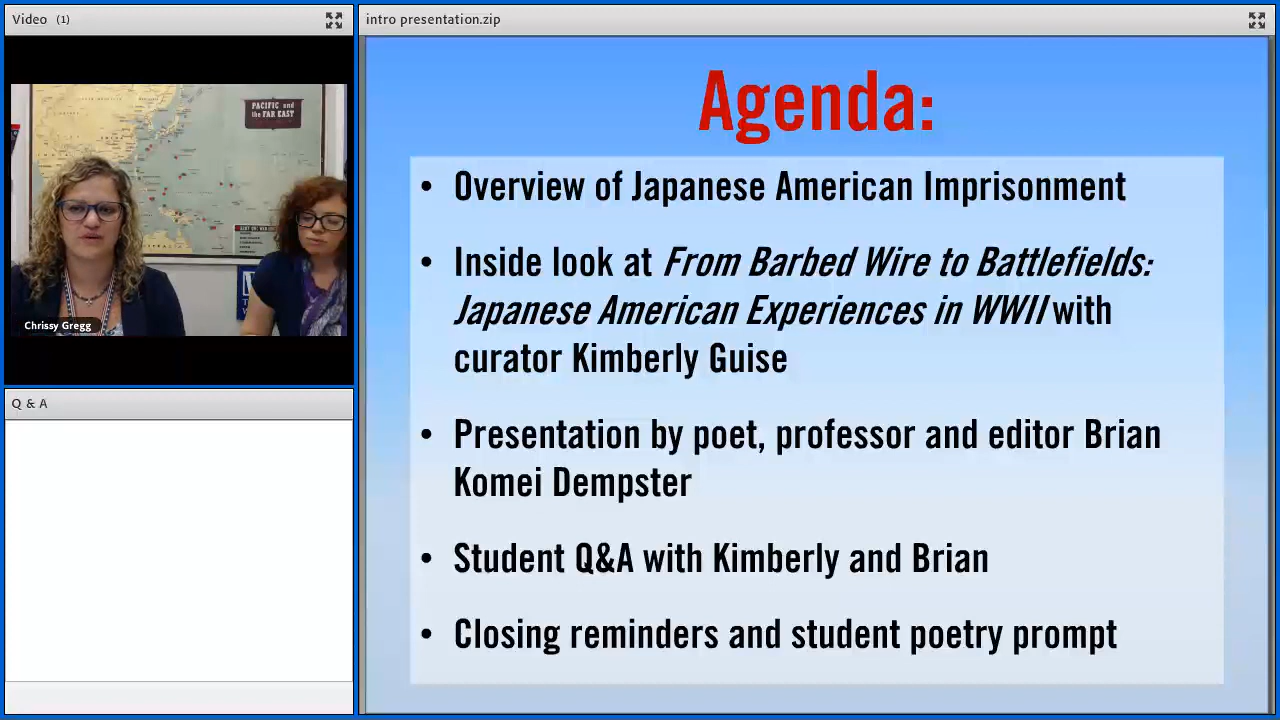 Video (1)
PACIFIC and
the FAR EAST
Chrissy Gregg
Q & A
intro presentation.zip
Agenda:
• Overview of Japanese American Imprisonment
• Inside look at From Barbed Wire to Battlefields:
Japanese American Experiences in WWII with
curator Kimberly Guise
• Presentation by poet, professor and editor Brian
Komei Dempster
• Student Q&A with Kimberly and Brian
• Closing reminders and student poetry prompt